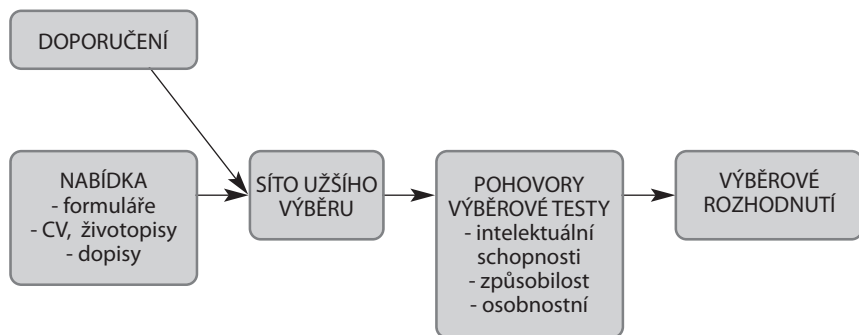 DOPORUČENÍ
NABÍDKA
- formuláře
- CV, životopisy
- dopisy
SÍTO UŽŠÍHO
VÝBĚRU
POHOVORY
VÝBĚROVÉ TESTY
- intelektuální
schopnosti
- způsobilost
- osobnostní
VÝBĚROVÉ
ROZHODNUTÍ